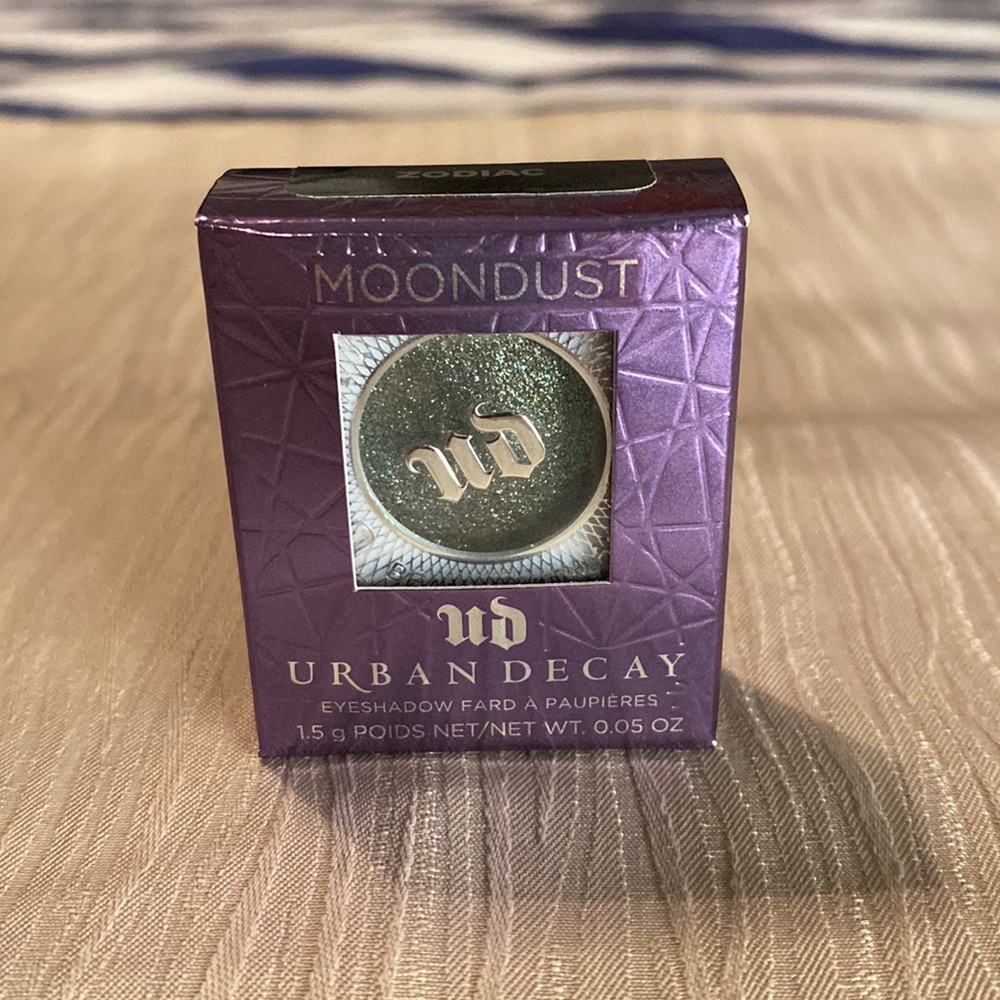 ZODIAC
MOONDUST
ud
ud
URBAN DECAY
EYESHADOW FARD À PAUPIÈRES
1.5 g POIDS NET/NET WT. 0.05 OZ